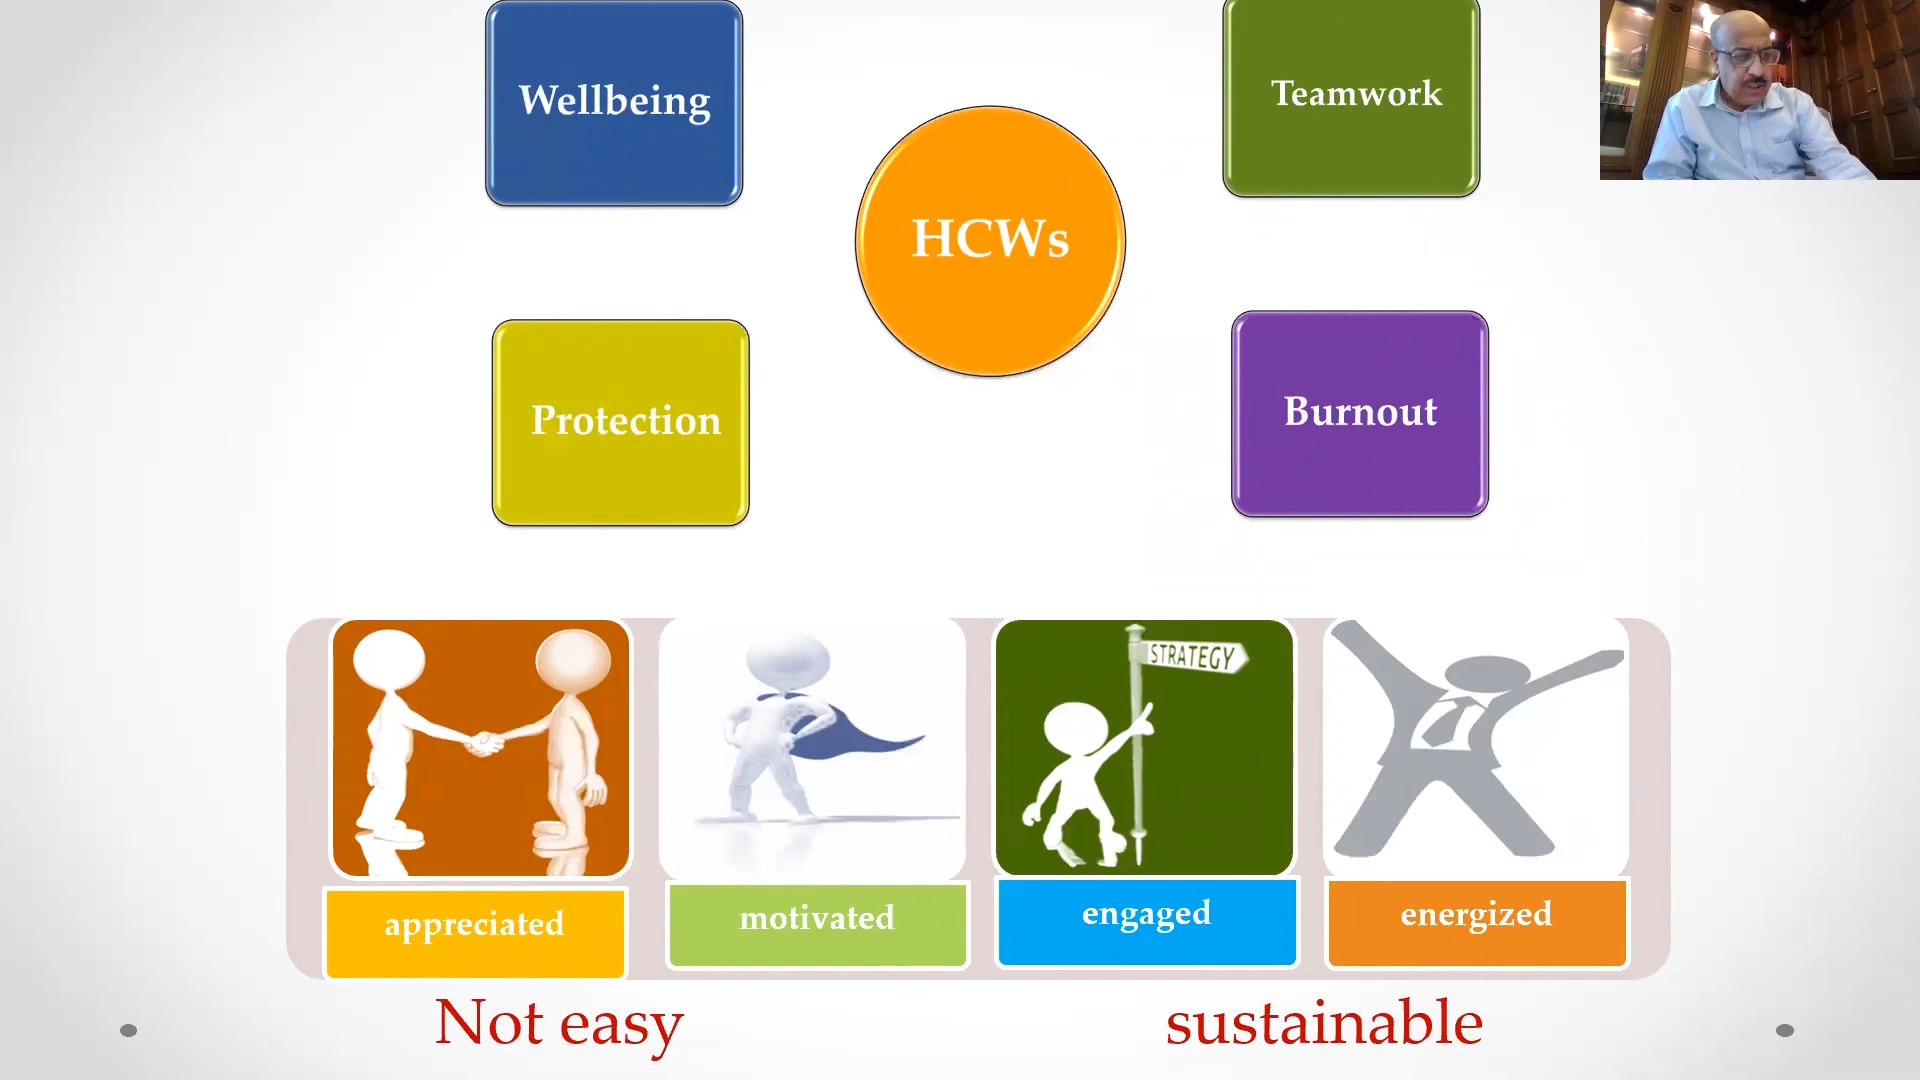 Wellbeing
Teamwork
HCWs
Protection
Burnout
STRATEGY
appreciated
motivated
engaged
energized
Not easy
sustainable